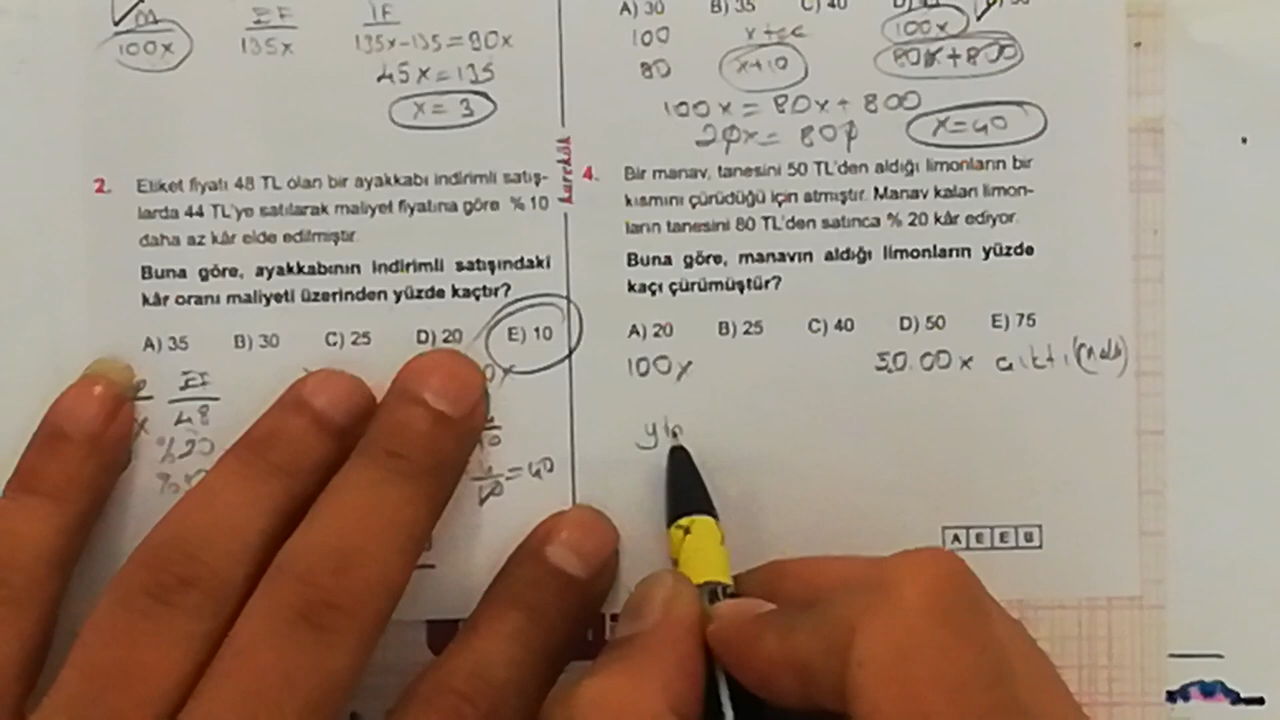 M
100x
EF
135x
İF
135x-135=90x
45x=135
x=3
2. Etiket fiyatı 48 TL olan bir ayakkabı indirimli satış-
larda 44 TL'ye satılarak maliyet fiyatına göre %10
daha az kâr elde edilmiştir.
Buna göre, ayakkabının indirimli satışındaki
kâr oranı maliyeti üzerinden yüzde kaçtır?
A) 35 B) 30 C) 25 D) 20 E) 10
EF
48
%20
=40
karekök
A) 30 B) 35 C) 40
100
80
x+10
100x
80x+800
100x=80x+800
20x=800
x=40
4. Bir manav, tanesini 50 TL'den aldığı limonların bir
kısmını çürüdüğü için atmıştır. Manav kalan limon-
ların tanesini 80 TL'den satınca % 20 kâr ediyor.
Buna göre, manavın aldığı limonların yüzde
kaçı çürümüştür?
A) 20 B) 25 C) 40 D) 50 E) 75
100x
A E E B